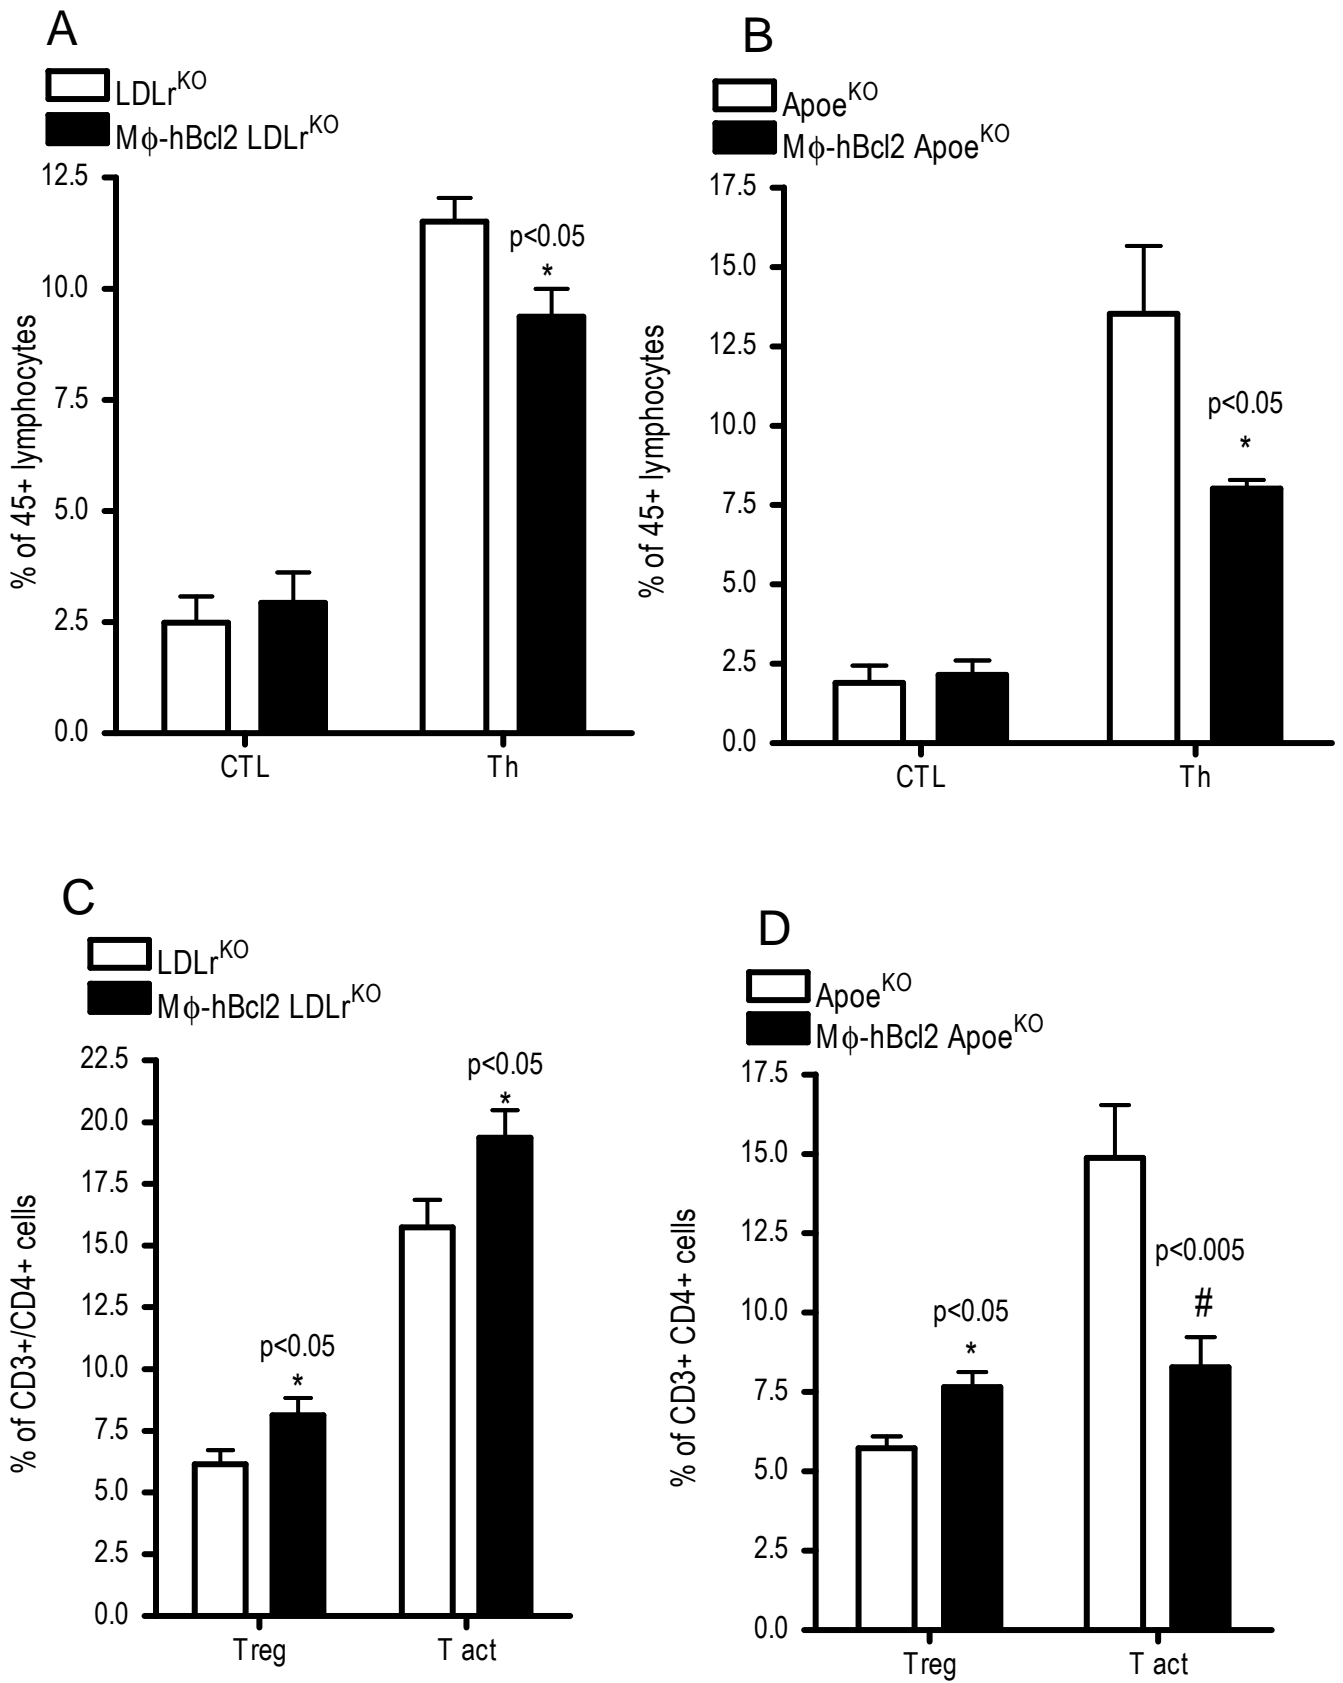 A
LDLr^KO
Mϕ-hBcl2 LDLr^KO
12.5
10.0
7.5
5.0
2.5
0.0
% of 45+ lymphocytes
p<0.05
*
CTL
Th
B
Apoe^KO
Mϕ-hBcl2 Apoe^KO
17.5
15.0
12.5
10.0
7.5
5.0
2.5
0.0
% of 45+ lymphocytes
p<0.05
*
CTL
Th
C
LDLr^KO
Mϕ-hBcl2 LDLr^KO
22.5
20.0
17.5
15.0
12.5
10.0
7.5
5.0
2.5
0.0
% of CD3+/CD4+ cells
p<0.05
*
p<0.05
*
Treg
T act
D
Apoe^KO
Mϕ-hBcl2 Apoe^KO
17.5
15.0
12.5
10.0
7.5
5.0
2.5
0.0
% of CD3+ CD4+ cells
p<0.05
*
p<0.005
#
Treg
T act